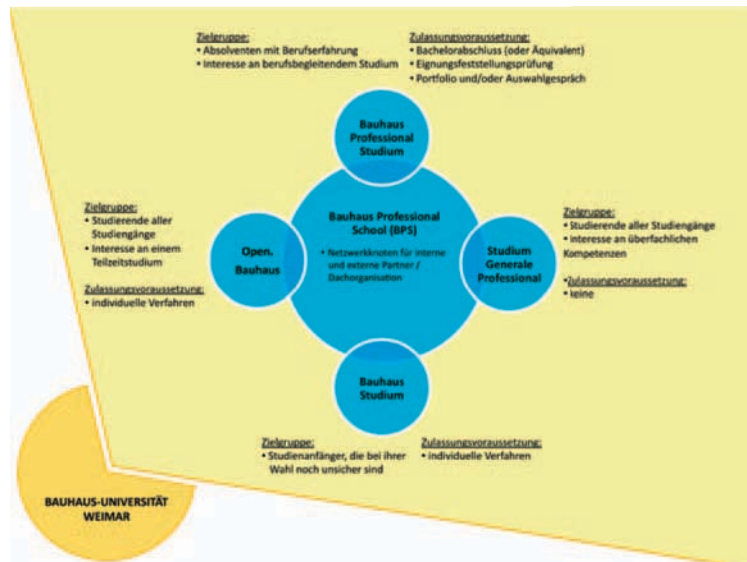 Zielgruppe:
• Absolventen mit Berufserfahrung
• Interesse an berufsbegleitendem Studium
Zulassungsvoraussetzung:
• Bachelorabschluss (oder Äquivalent)
• Eignungsfeststellungsprüfung
• Portfolio und/oder Auswahlgespräch
Bauhaus
Professional
Studium
Zielgruppe:
• Studierende aller
Studiengänge
• Interesse an einem
Teilzeitstudium
Zulassungsvoraussetzung:
• individuelle Verfahren
Open.
Bauhaus
Bauhaus Professional
School (BPS)
• Netzwerkknoten für interne
und externe Partner /
Dachorganisation
Studium
Generale
Professional
Zielgruppe:
• Studierende aller Studiengänge
• interesse an überfachlichen
Kompetenzen
•Zulassungsvoraussetzung:
• keine
Bauhaus
Studium
Zielgruppe:
• Studienanfänger, die bei ihrer
Wahl noch unsicher sind
Zulassungsvoraussetzung:
• individuelle Verfahren
BAUHAUS-UNIVERSITÄT
WEIMAR